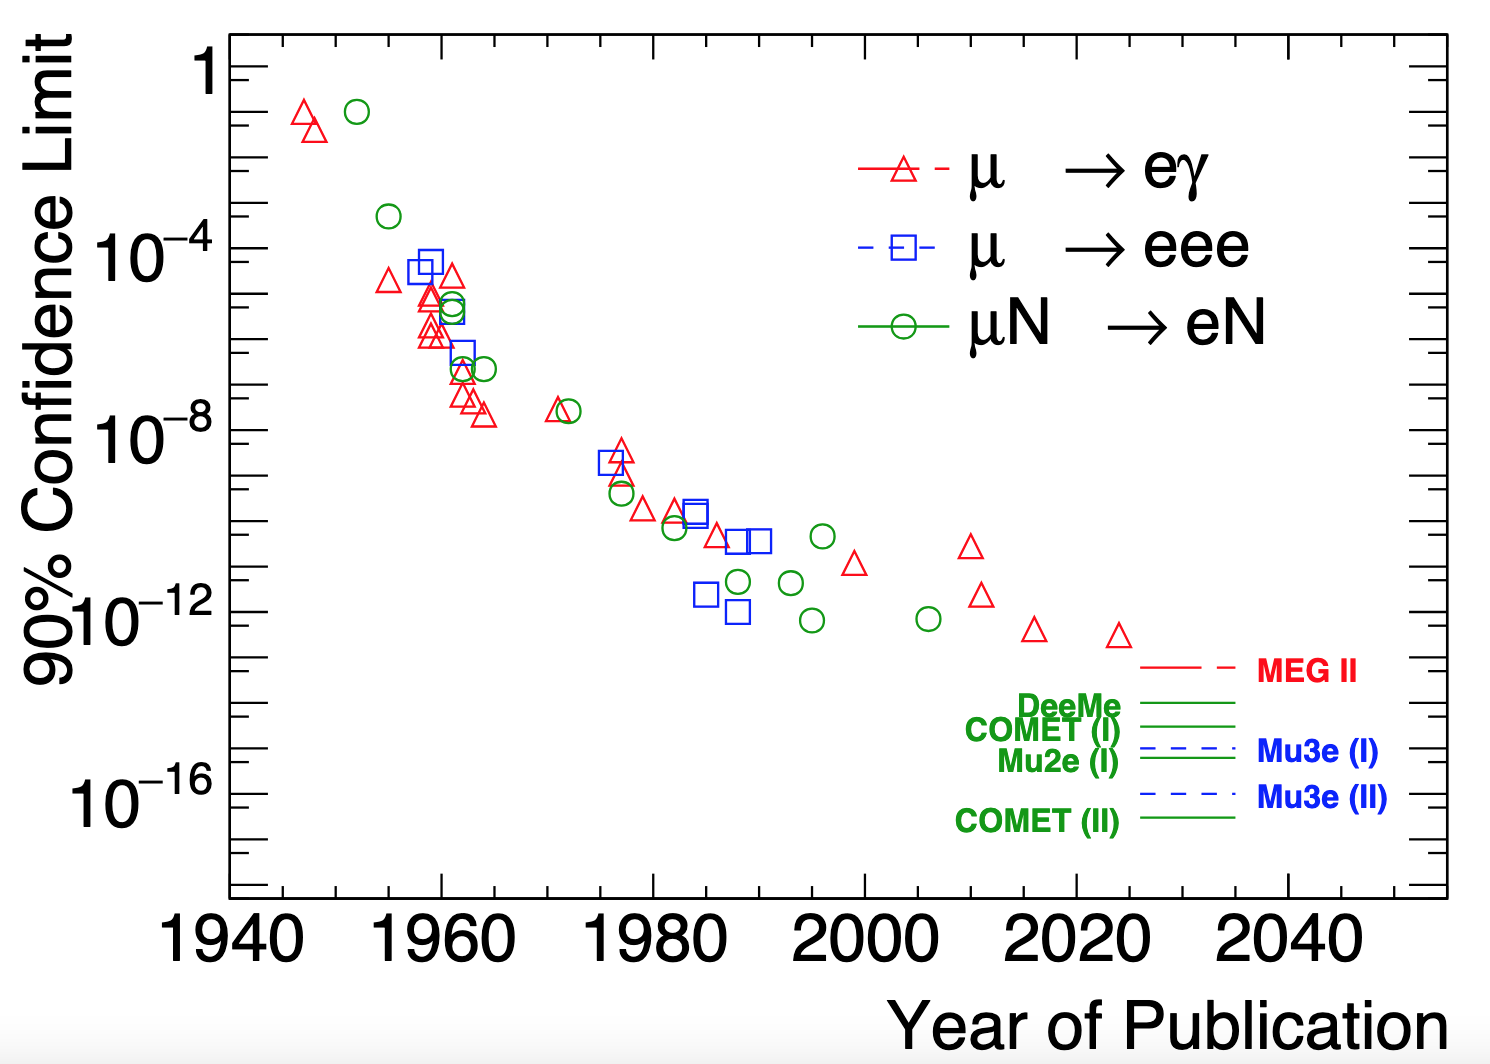 90% Confidence Limit
1
10⁻⁴
10⁻⁸
10⁻¹²
10⁻¹⁶
μ → eγ
μ → eee
μN → eN
MEG II
DeeMe
COMET (I)
Mu3e (I)
Mu2e (I)
Mu3e (II)
COMET (II)
1940 1960 1980 2000 2020 2040
Year of Publication